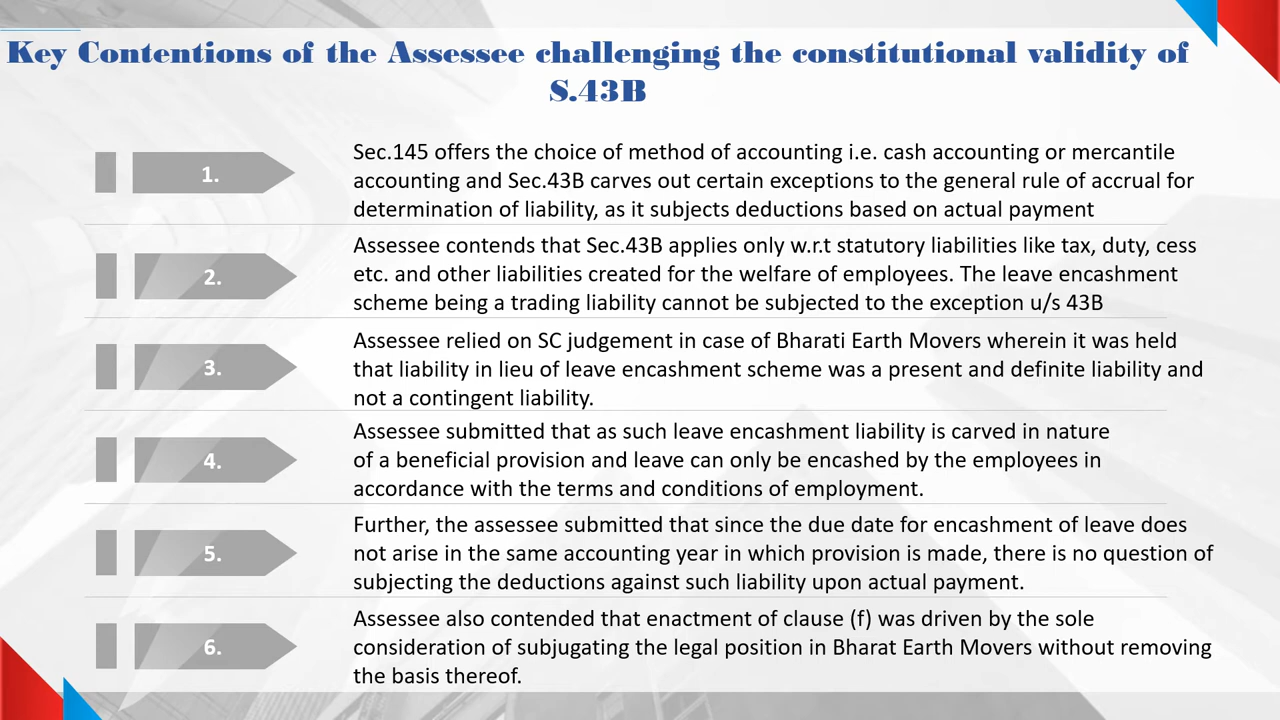 Key Contentions of the Assessee challenging the constitutional validity of
S.43B
1.
Sec.145 offers the choice of method of accounting i.e. cash accounting or mercantile
accounting and Sec.43B carves out certain exceptions to the general rule of accrual for
determination of liability, as it subjects deductions based on actual payment
2.
Assessee contends that Sec.43B applies only w.r.t statutory liabilities like tax, duty, cess
etc. and other liabilities created for the welfare of employees. The leave encashment
scheme being a trading liability cannot be subjected to the exception u/s 43B
3.
Assessee relied on SC judgement in case of Bharati Earth Movers wherein it was held
that liability in lieu of leave encashment scheme was a present and definite liability and
not a contingent liability.
4.
Assessee submitted that as such leave encashment liability is carved in nature
of a beneficial provision and leave can only be encashed by the employees in
accordance with the terms and conditions of employment.
5.
Further, the assessee submitted that since the due date for encashment of leave does
not arise in the same accounting year in which provision is made, there is no question of
subjecting the deductions against such liability upon actual payment.
6.
Assessee also contended that enactment of clause (f) was driven by the sole
consideration of subjugating the legal position in Bharat Earth Movers without removing
the basis thereof.